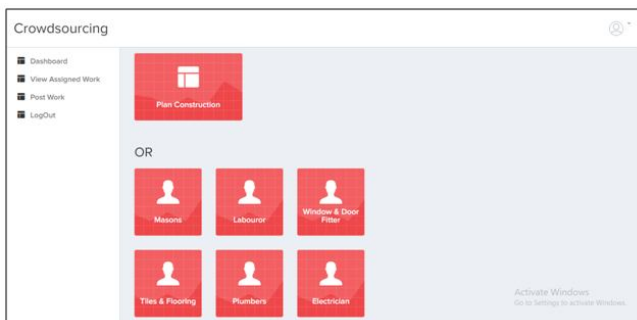 Crowdsourcing
Dashboard
View Assigned Work
Post Work
LogOut
Plan Construction
OR
Masons
Labouror
Window & Door
Fitter
Tiles & Flooring
Plumbers
Electrician
Activate Windows
Go to Settings to activate Windows.